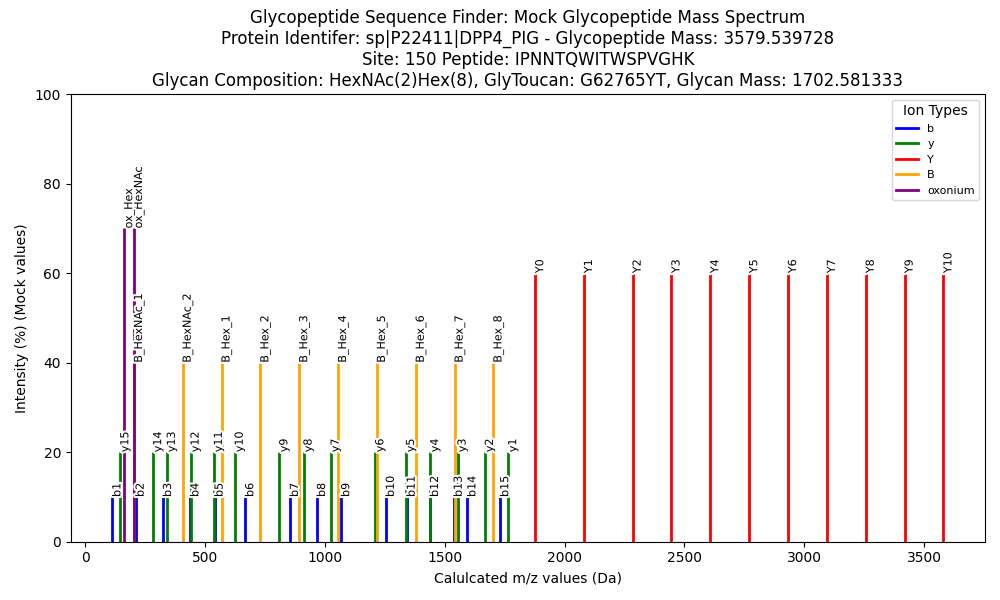 Glycopeptide Sequence Finder: Mock Glycopeptide Mass Spectrum
Protein Identifer: sp|P22411|DPP4_PIG - Glycopeptide Mass: 3579.539728
Site: 150 Peptide: IPNNTQWITWSPVGHK
Glycan Composition: HexNAc(2)Hex(8), GlyToucan: G62765YT, Glycan Mass: 1702.581333
Intensity (%) (Mock values)
100
80
60
40
20
0
Ion Types
b
y
Y
B
oxonium
ox_Hex
ox_HexNAc
Y0
Y1
Y2
Y3
Y4
Y5
Y6
Y7
Y8
Y9
Y10
B_HexNAc_1
B_HexNAc_2
B_Hex_1
B_Hex_2
B_Hex_3
B_Hex_4
B_Hex_5
B_Hex_6
B_Hex_7
B_Hex_8
y15
y14
y13
y12
y11
y10
y9
y8
y7
y6
y5
y4
y3
y2
y1
b1
b2
b3
b4
b5
b6
b7
b8
b9
b10
b11
b12
b13
b14
b15
0
500
1000
1500
2000
2500
3000
3500
Calulcated m/z values (Da)